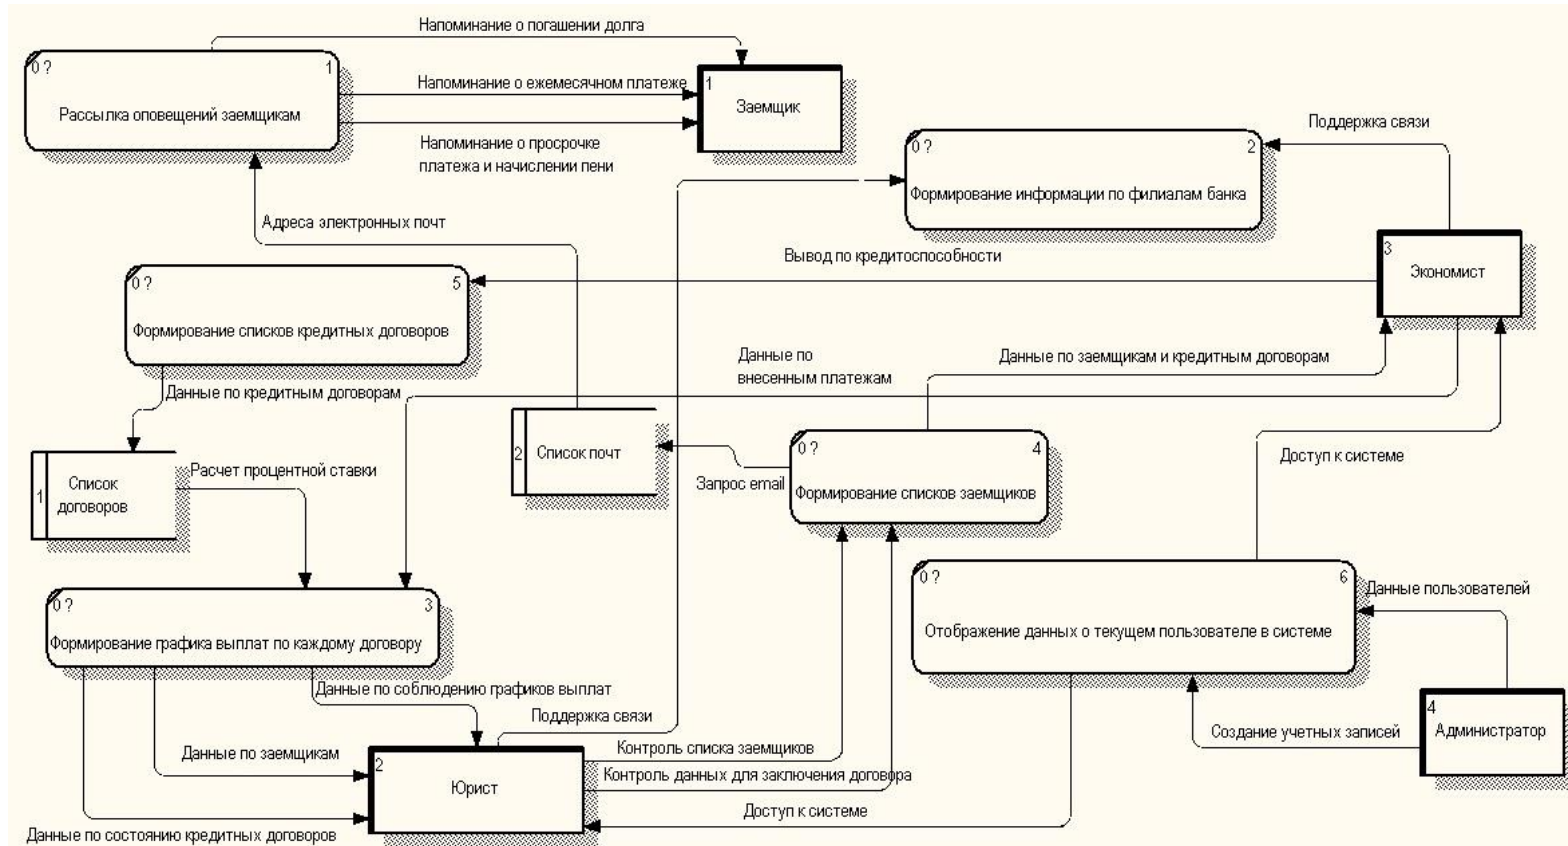 Напоминание о погашении долга
0 ?
1
Рассылка оповещений заемщикам
Напоминание о ежемесячном платеже
Напоминание о просрочке
платежа и начислении пени
1
Заемщик
Поддержка связи
0 ?
2
Формирование информации по филиалам банка
Адреса электронных почт
Вывод по кредитоспособности
3
Экономист
0 ?
5
Формирование списков кредитных договоров
Данные по
внесенным платежам
Данные по заемщикам и кредитным договорам
Данные по кредитным договорам
2
Список почт
0 ?
4
Формирование списков заемщиков
Запрос email
Доступ к системе
1
Список
договоров
Расчет процентной ставки
0 ?
3
Формирование графика выплат по каждому договору
0 ?
6
Отображение данных о текущем пользователе в системе
Данные пользователей
Данные по соблюдению графиков выплат
Поддержка связи
Создание учетных записей
4
Администратор
Данные по заемщикам
2
Юрист
Контроль списка заемщиков
Контроль данных для заключения договора
Доступ к системе
Данные по состоянию кредитных договоров